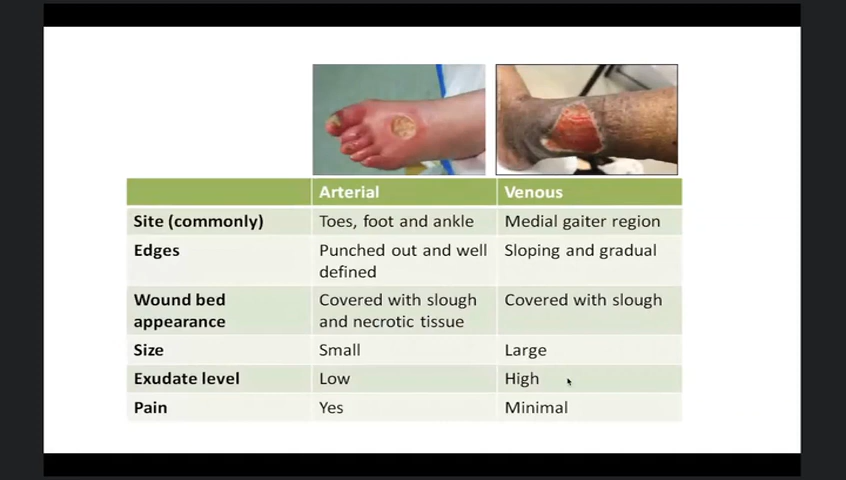 Arterial Venous
Site (commonly) Toes, foot and ankle Medial gaiter region
Edges Punched out and well defined Sloping and gradual
Wound bed appearance Covered with slough and necrotic tissue Covered with slough
Size Small Large
Exudate level Low High
Pain Yes Minimal